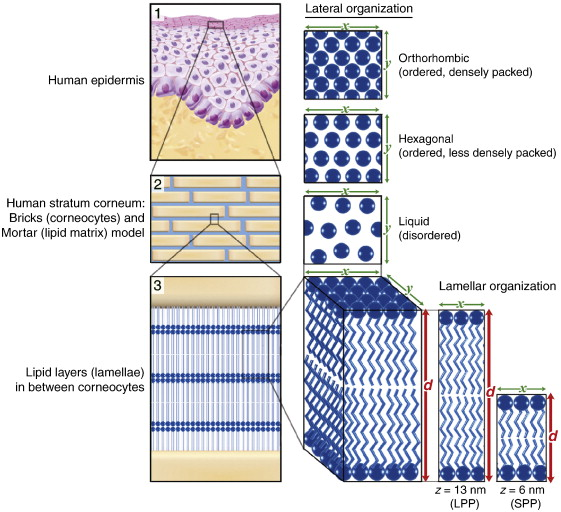 Lateral organization
1
Human epidermis
x
y
Orthorhombic
(ordered, densely packed)
x
y
Hexagonal
(ordered, less densely packed)
2
Human stratum corneum:
Bricks (corneocytes) and
Mortar (lipid matrix) model
x
y
Liquid
(disordered)
3
Lipid layers (lamellae)
in between corneocytes
x
y
d
Lamellar organization
x
d
z = 13 nm
(LPP)
x
d
z = 6 nm
(SPP)